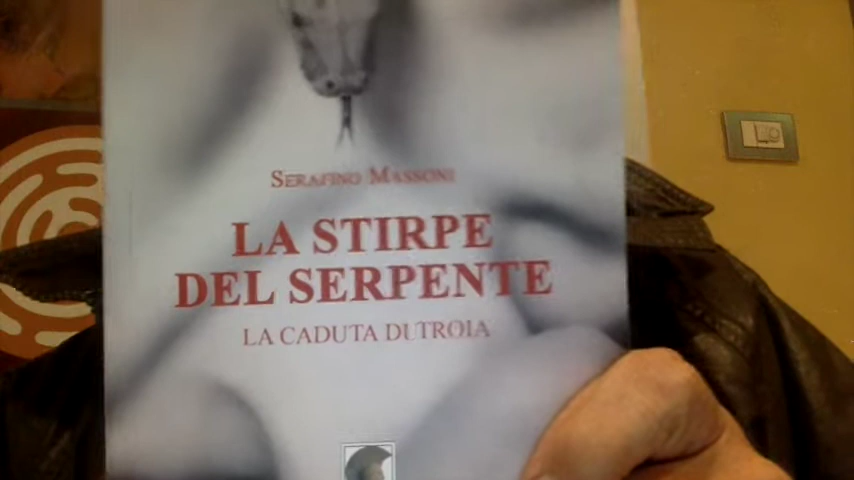 SERAFINO MASSONI
LA STIRPE
DEL SERPENTE
LA CADUTA DI TROIA